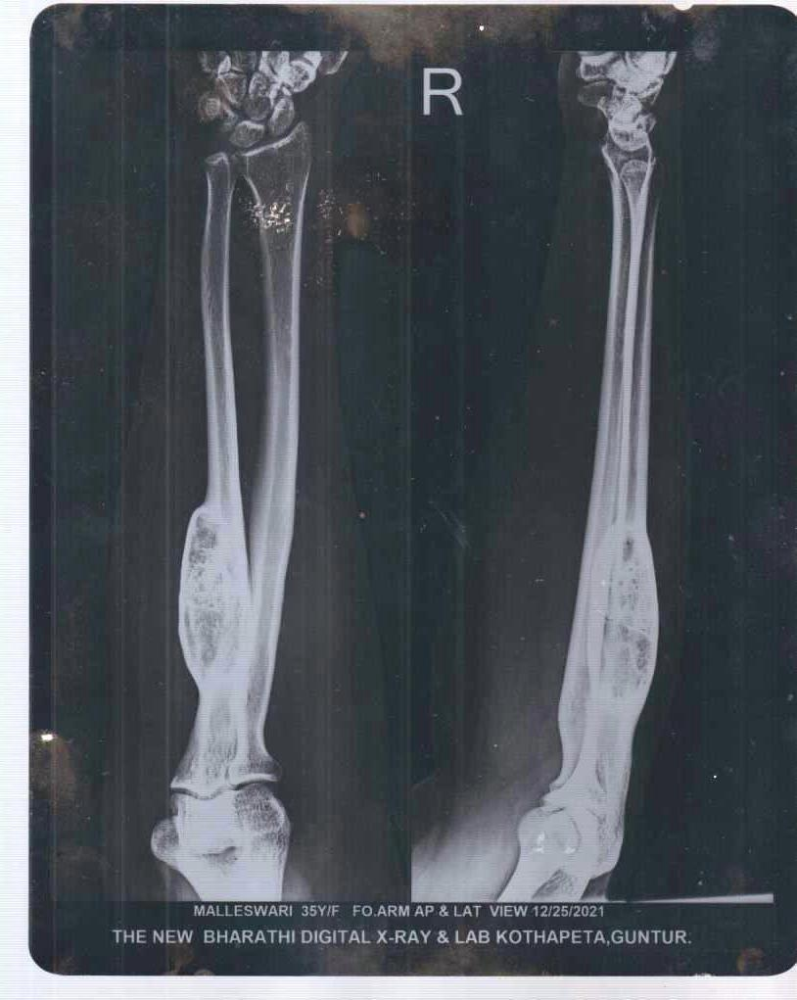 R
MALLESWARI 35Y/F FO.ARM AP & LAT VIEW 12/25/2021
THE NEW BHARATHI DIGITAL X-RAY & LAB KOTHAPETA,GUNTUR.